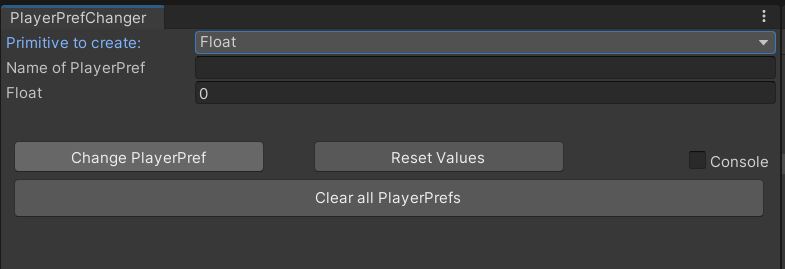 PlayerPrefChanger
Primitive to create: Float
Name of PlayerPref
Float 0
Change PlayerPref Reset Values Console
Clear all PlayerPrefs